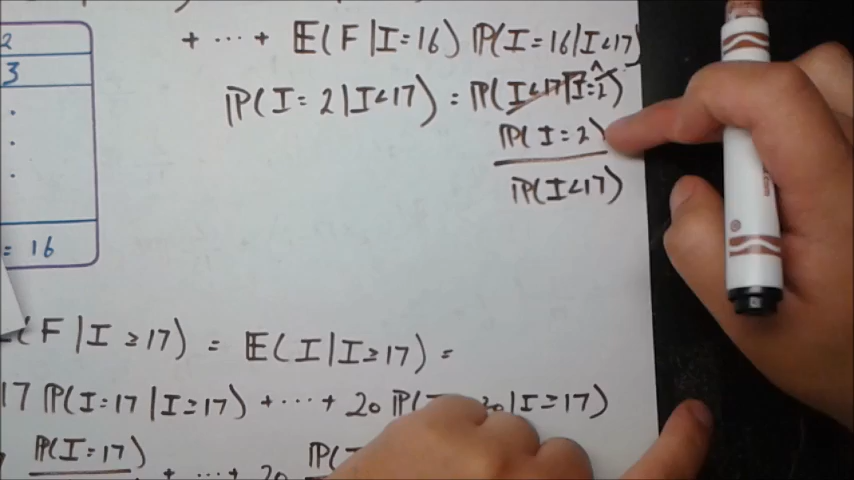 2
3
= 16
+ ⋯ + 𝔼(F | I=16) ℙ(I=16 | I<17)
ℙ(I = 2 | I<17) = ℙ(I<17 | I=2)
ℙ(I = 2)
ℙ(I<17)
(F | I ≥ 17) = 𝔼(I | I≥17) =
17 ℙ(I=17 | I≥17) + ⋯ + 20 ℙ( | I≥17)
ℙ(I=17) + ⋯ + 20 ℙ(